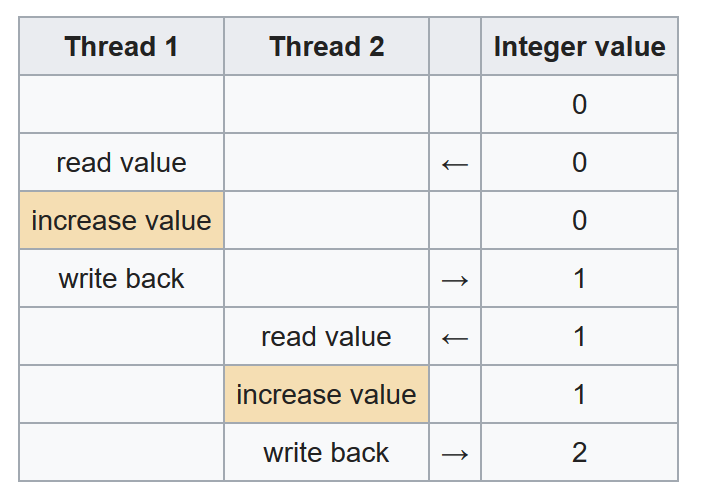 Thread 1 Thread 2 Integer value
0
read value ← 0
increase value 0
write back → 1
read value ← 1
increase value 1
write back → 2